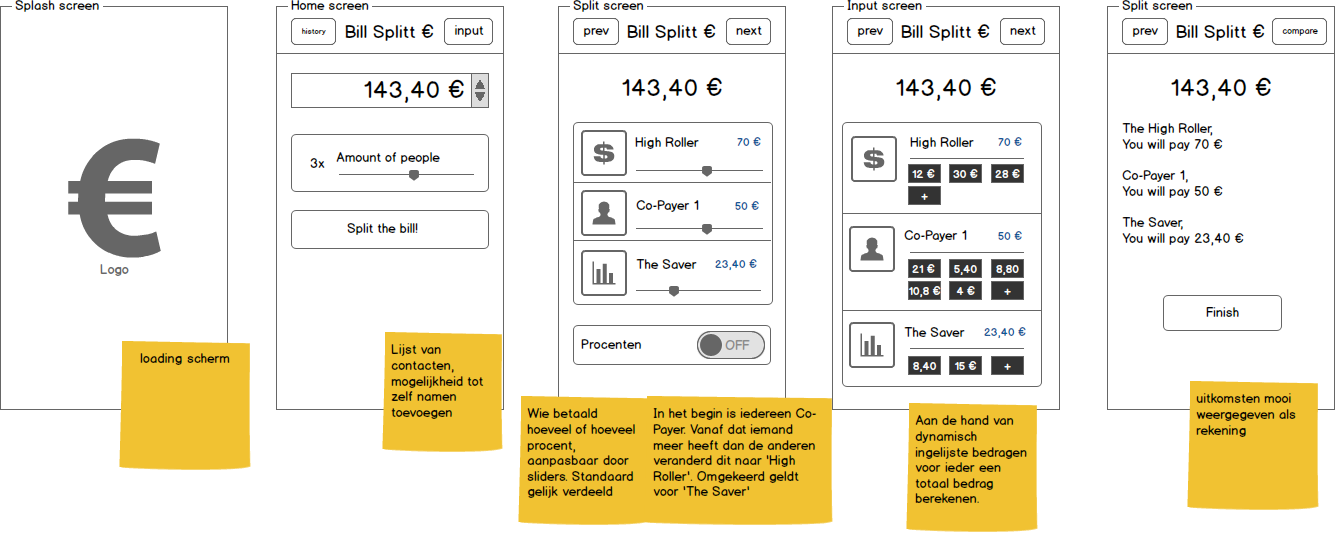 Splash screen
Logo
loading scherm
Home screen
history
Bill Splitt €
input
143,40 €
3x
Amount of people
Split the bill!
Lijst van
contacten,
mogelijkheid tot
zelf namen
toevoegen
Split screen
prev
Bill Splitt €
next
143,40 €
High Roller
70 €
Co-Payer 1
50 €
The Saver
23,40 €
Procenten
OFF
Wie betaald
hoeveel of hoeveel
procent,
aanpasbaar door
sliders. Standaard
gelijk verdeeld
In het begin is iedereen Co-
Payer. Vanaf dat iemand
meer heeft dan de anderen
veranderd dit naar 'High
Roller'. Omgekeerd geldt
voor 'The Saver'
Input screen
prev
Bill Splitt €
next
143,40 €
High Roller
70 €
12 €
30 €
28 €
+
Co-Payer 1
50 €
21 €
5,40
8,80
10,8 €
4 €
+
The Saver
23,40 €
8,40
15 €
+
Aan de hand van
dynamisch
ingelijste bedragen
voor ieder een
totaal bedrag
berekenen.
Split screen
prev
Bill Splitt €
compare
143,40 €
The High Roller,
You will pay 70 €
Co-Payer 1,
You will pay 50 €
The Saver,
You will pay 23,40 €
Finish
uitkomsten mooi
weergegeven als
rekening